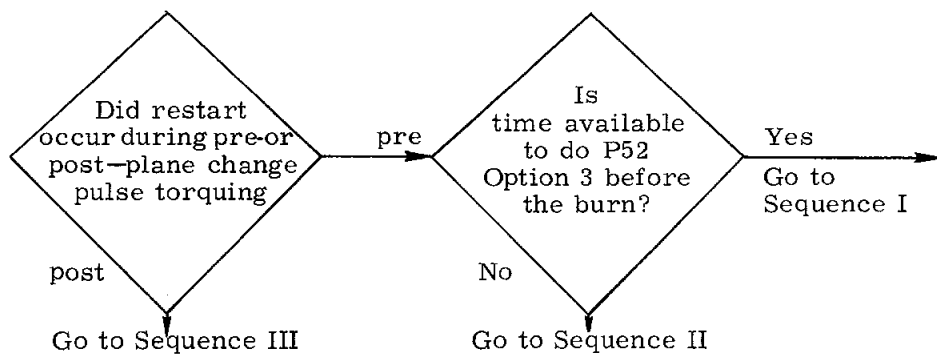 Did restart
occur during pre-or
post-plane change
pulse torquing
pre
post
Go to Sequence III
Is
time available
to do P52
Option 3 before
the burn?
Yes
Go to
Sequence I
No
Go to Sequence II